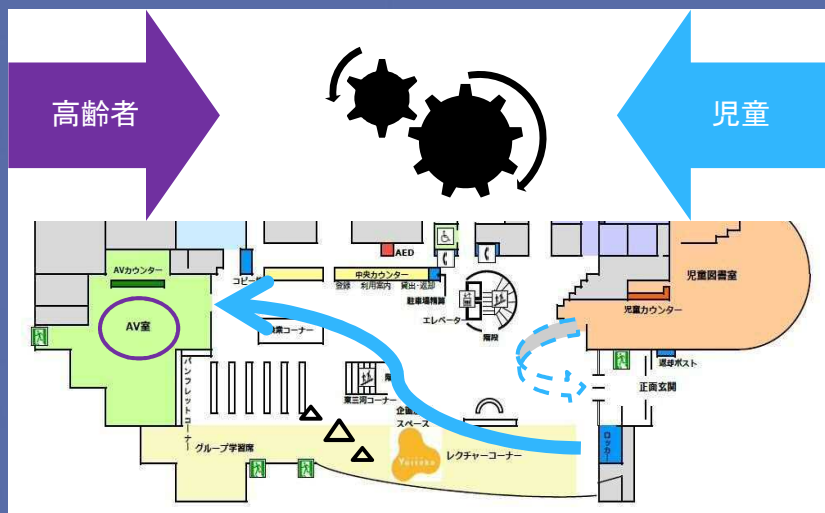 高齢者
児童
AED
AVカウンター
コピー
中央カウンター
登録 利用案内 貸出・返却
駐車場精算
児童図書室
児童カウンター
エレベーター
階段
AV室
コーナー
返却ポスト
正面玄関
パンフレットコーナー
東三河コーナー
スペース
ロッカー
グループ学習席
レクチャーコーナー